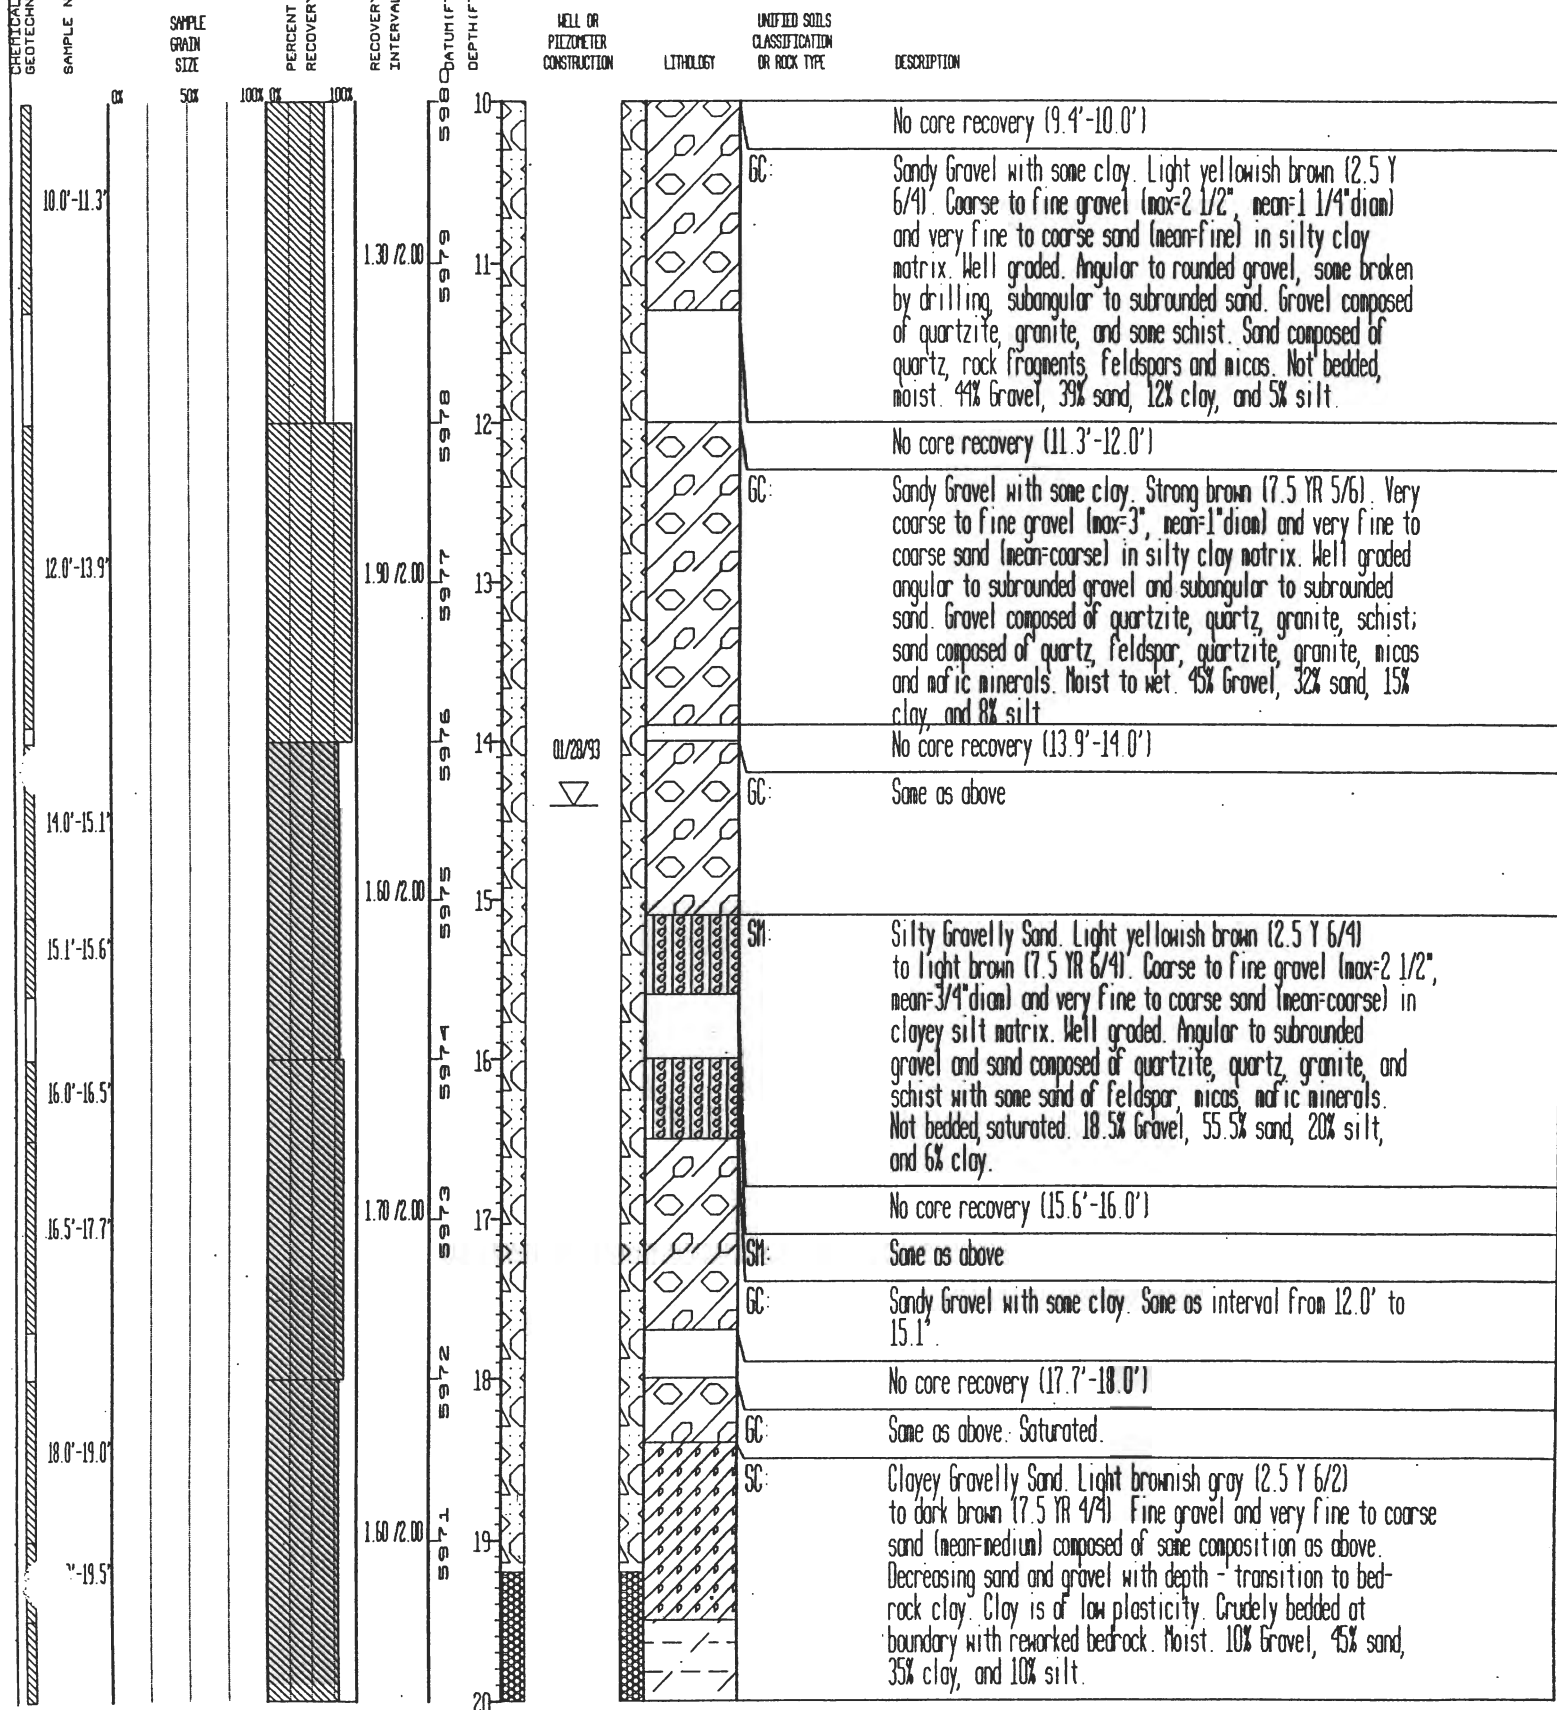 CHEMICAL
GEOTECHN
SAMPLE N
SAMPLE
GRAIN
SIZE
PERCENT
RECOVERY
RECOVERY
INTERVAL
DATUM(F
DEPTH(F
WELL OR
PIEZOMETER
CONSTRUCTION
LITHOLOGY
UNIFIED SOILS
CLASSIFICATION
OR ROCK TYPE
DESCRIPTION
0% 50% 100% 0% 100%
5980 10
No core recovery (9.4'-10.0')
GC: Sandy Gravel with some clay. Light yellowish brown (2.5 Y
6/4). Coarse to fine gravel (max=2 1/2", mean=1 1/4"diam)
and very fine to coarse sand (mean=fine) in silty clay
matrix. Well graded. Angular to rounded gravel, some broken
by drilling, subangular to subrounded sand. Gravel composed
of quartzite, granite, and some schist. Sand composed of
quartz, rock fragments, feldspars and micas. Not bedded,
moist. 44% Gravel, 39% sand, 12% clay, and 5% silt.
10.0'-11.3'
1.30 /2.00
5979 11
5978 12
No core recovery (11.3'-12.0')
GC: Sandy Gravel with some clay. Strong brown (7.5 YR 5/6). Very
coarse to fine gravel (max=3", mean=1"diam) and very fine to
coarse sand (mean=coarse) in silty clay matrix. Well graded
angular to subrounded gravel and subangular to subrounded
sand. Gravel composed of quartzite, quartz, granite, schist;
sand composed of quartz, feldspar, quartzite, granite, micas
and mafic minerals. Moist to wet. 45% Gravel, 32% sand, 15%
clay, and 8% silt
12.0'-13.9'
1.90 /2.00
5977 13
5976 14
01/28/93
No core recovery (13.9'-14.0')
GC: Same as above
14.0'-15.1'
1.60 /2.00
5975 15
15.1'-15.6'
SM: Silty Gravelly Sand. Light yellowish brown (2.5 Y 6/4)
to light brown (7.5 YR 6/4). Coarse to fine gravel (max=2 1/2",
mean=3/4"diam) and very fine to coarse sand (mean=coarse) in
clayey silt matrix. Well graded. Angular to subrounded
gravel and sand composed of quartzite, quartz, granite, and
schist with some sand of feldspar, micas, mafic minerals.
Not bedded, saturated. 18.5% Gravel, 55.5% sand, 20% silt,
and 6% clay.
5974 16
16.0'-16.5'
No core recovery (15.6'-16.0')
16.5'-17.7'
1.70 /2.00
5973 17
SM: Same as above
GC: Sandy Gravel with some clay. Same as interval from 12.0' to
15.1'.
No core recovery (17.7'-18.0')
5972 18
GC: Same as above. Saturated.
18.0'-19.0'
SC: Clayey Gravelly Sand. Light brownish gray (2.5 Y 6/2)
to dark brown (7.5 YR 4/4) Fine gravel and very fine to coarse
sand (mean=medium) composed of same composition as above.
Decreasing sand and gravel with depth - transition to bed-
rock clay. Clay is of low plasticity. Crudely bedded at
boundary with reworked bedrock. Moist. 10% Gravel, 45% sand,
35% clay, and 10% silt.
1.60 /2.00
5971 19
'-19.5'
20